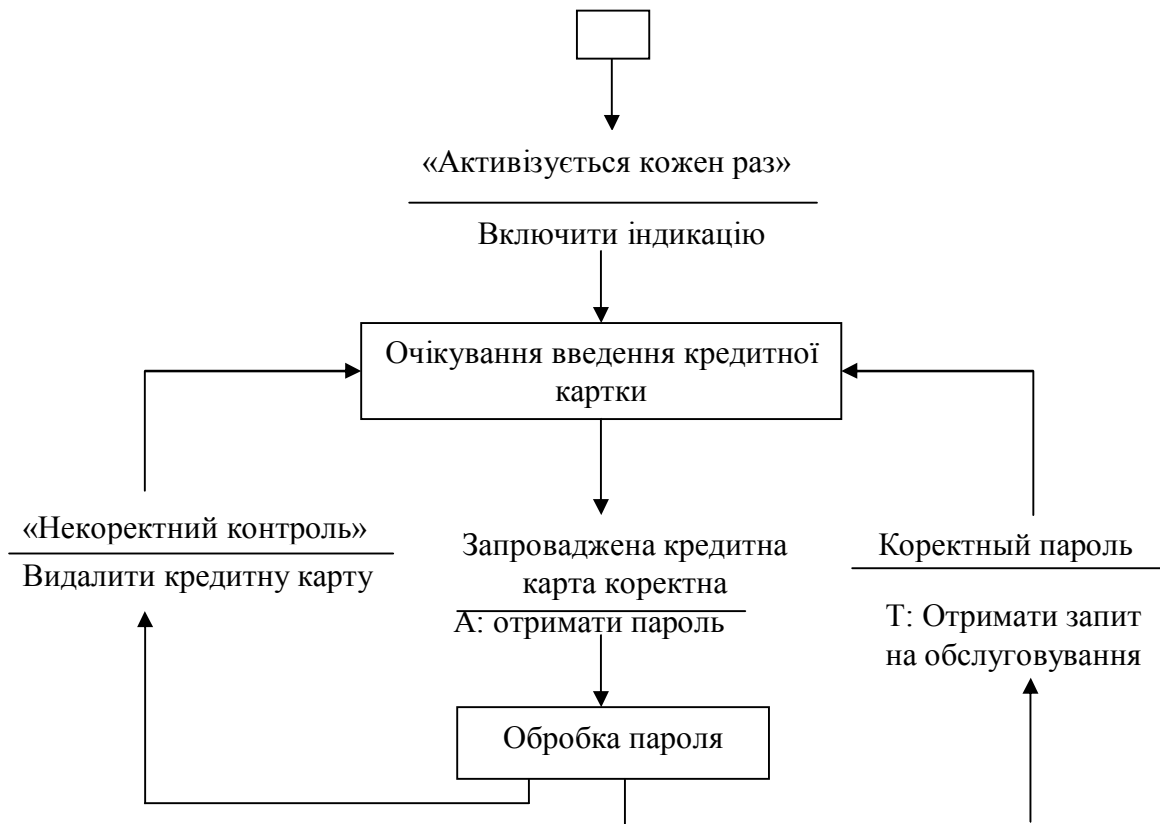 «Активізується кожен раз»
Включити індикацію
Очікування введення кредитної
картки
«Некоректний контроль»
Видалити кредитну карту
Запроваджена кредитна
карта коректна
А: отримати пароль
Коректный пароль
Т: Отримати запит
на обслуговування
Обробка пароля